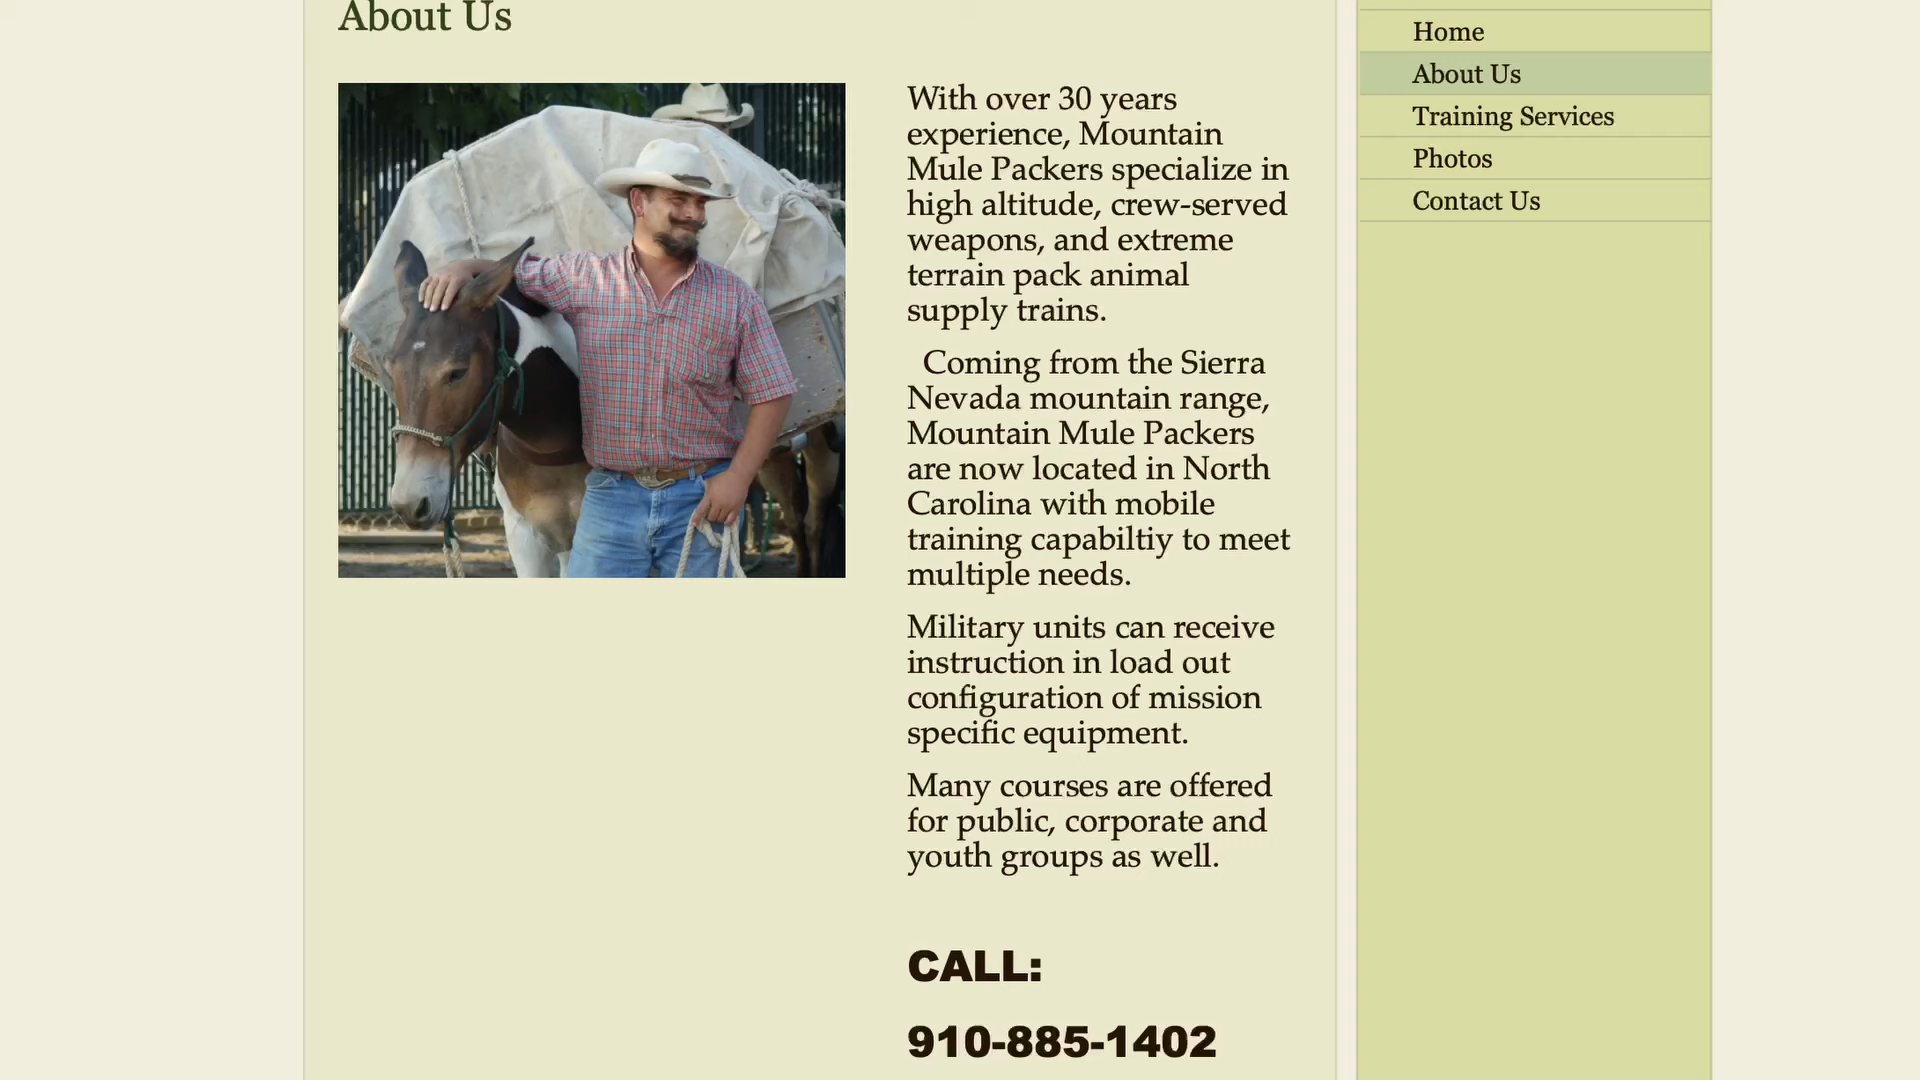 About Us
With over 30 years
experience, Mountain
Mule Packers specialize in
high altitude, crew-served
weapons, and extreme
terrain pack animal
supply trains.
Coming from the Sierra
Nevada mountain range,
Mountain Mule Packers
are now located in North
Carolina with mobile
training capabiltiy to meet
multiple needs.
Military units can receive
instruction in load out
configuration of mission
specific equipment.
Many courses are offered
for public, corporate and
youth groups as well.
CALL:
910-885-1402
Home
About Us
Training Services
Photos
Contact Us